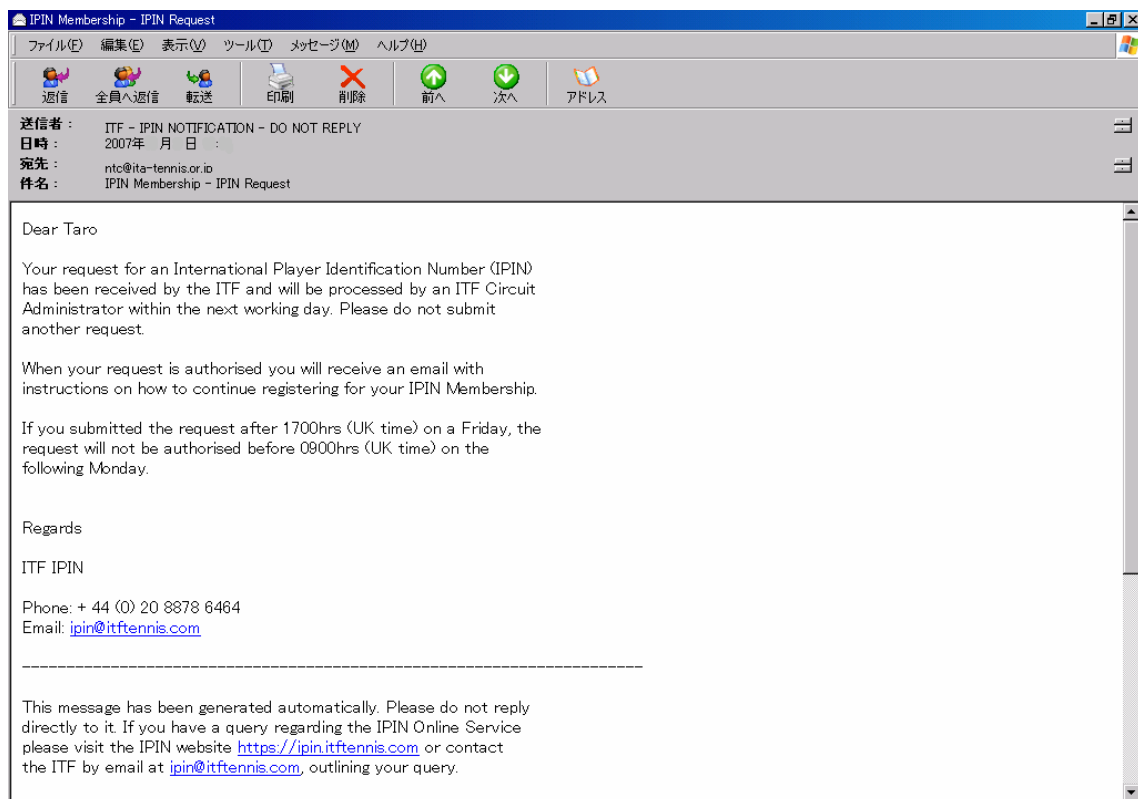 IPIN Membership - IPIN Request
ファイル(F) 編集(E) 表示(V) ツール(T) メッセージ(M) ヘルプ(H)
返信 全員へ返信 転送 印刷 削除 前へ 次へ アドレス
送信者： ITF - IPIN NOTIFICATION - DO NOT REPLY
日時： 2007年 月 日 :
宛先： ntc@jta-tennis.or.jp
件名： IPIN Membership - IPIN Request
Dear Taro
Your request for an International Player Identification Number (IPIN)
has been received by the ITF and will be processed by an ITF Circuit
Administrator within the next working day. Please do not submit
another request.
When your request is authorised you will receive an email with
instructions on how to continue registering for your IPIN Membership.
If you submitted the request after 1700hrs (UK time) on a Friday, the
request will not be authorised before 0900hrs (UK time) on the
following Monday.
Regards
ITF IPIN
Phone: + 44 (0) 20 8878 6464
Email: ipin@itftennis.com
----------------------------------------------------------------------
This message has been generated automatically. Please do not reply
directly to it. If you have a query regarding the IPIN Online Service
please visit the IPIN website https://ipin.itftennis.com or contact
the ITF by email at ipin@itftennis.com, outlining your query.